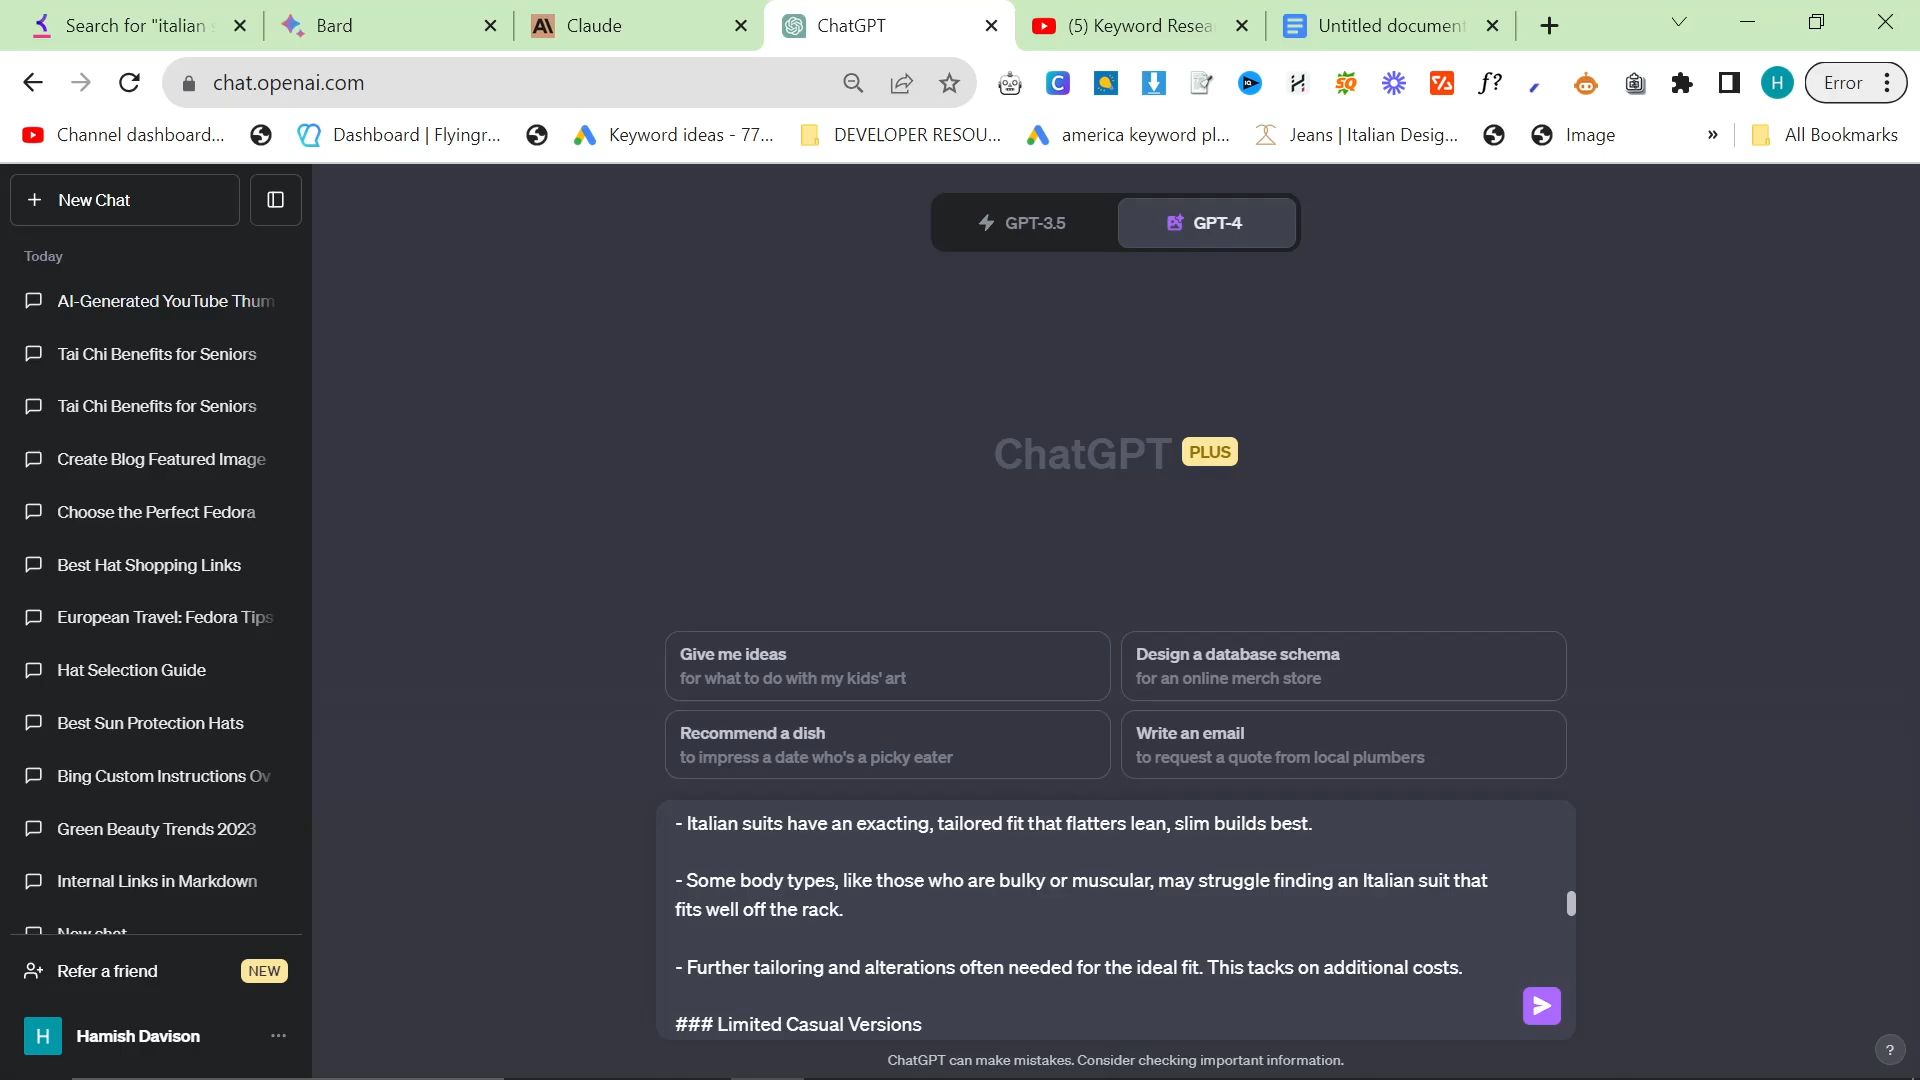 Search for "italian
Bard
Claude
ChatGPT
(5) Keyword Resea
Untitled document
chat.openai.com
Error
Channel dashboard...
Dashboard | Flyingr...
Keyword ideas - 77...
DEVELOPER RESOU...
america keyword pl...
Jeans | Italian Desig...
Image
»
All Bookmarks
New Chat
Today
AI-Generated YouTube Thum
Tai Chi Benefits for Seniors
Tai Chi Benefits for Seniors
Create Blog Featured Image
Choose the Perfect Fedora
Best Hat Shopping Links
European Travel: Fedora Tips
Hat Selection Guide
Best Sun Protection Hats
Bing Custom Instructions Ov
Green Beauty Trends 2023
Internal Links in Markdown
New chat
Refer a friend
NEW
H
Hamish Davison
GPT-3.5
GPT-4
ChatGPT PLUS
Give me ideas
for what to do with my kids' art
Design a database schema
for an online merch store
Recommend a dish
to impress a date who's a picky eater
Write an email
to request a quote from local plumbers
- Italian suits have an exacting, tailored fit that flatters lean, slim builds best.
- Some body types, like those who are bulky or muscular, may struggle finding an Italian suit that
fits well off the rack.
- Further tailoring and alterations often needed for the ideal fit. This tacks on additional costs.
### Limited Casual Versions
ChatGPT can make mistakes. Consider checking important information.
?